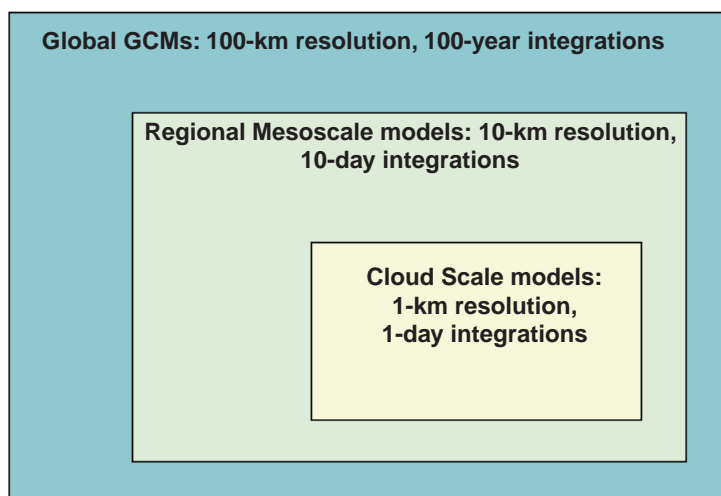 Global GCMs: 100-km resolution, 100-year integrations
Regional Mesoscale models: 10-km resolution,
10-day integrations
Cloud Scale models:
1-km resolution,
1-day integrations